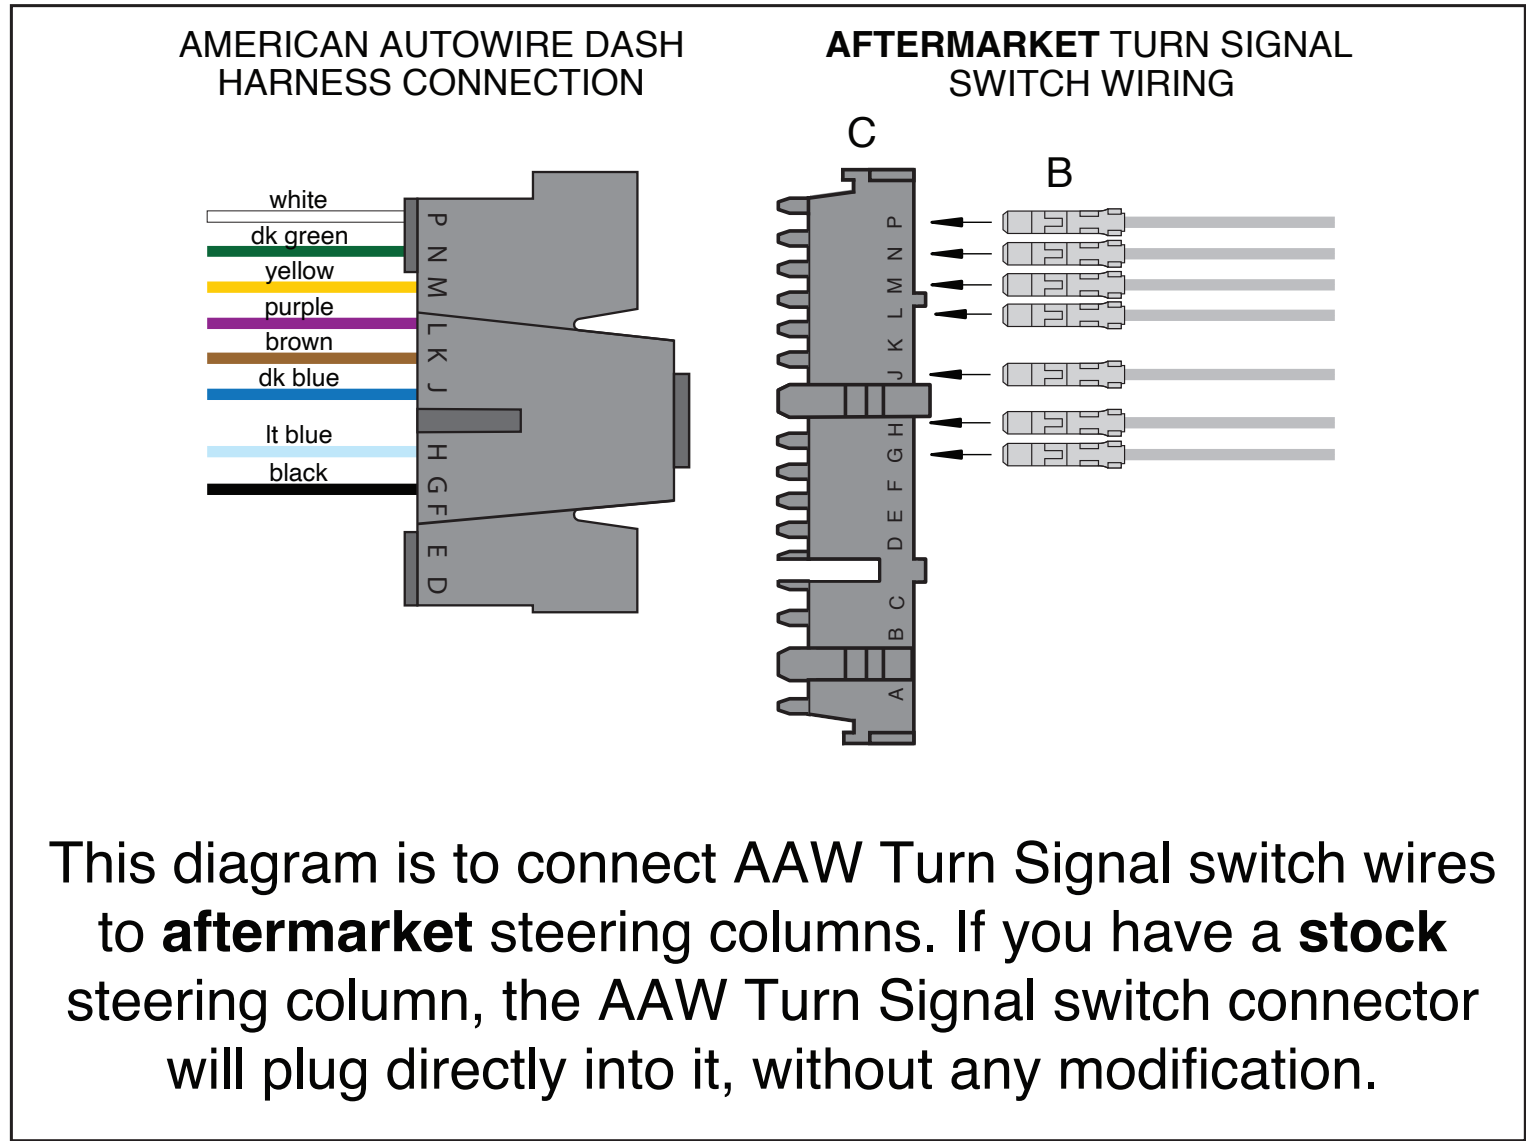 AMERICAN AUTOWIRE DASH
HARNESS CONNECTION
AFTERMARKET TURN SIGNAL
SWITCH WIRING
C
B
white
dk green
yellow
purple
brown
dk blue
lt blue
black
P
N
M
L
K
J
H
G
F
E
D
P
N
M
L
K
J
H
G
F
E
D
C
B
A
This diagram is to connect AAW Turn Signal switch wires
to aftermarket steering columns. If you have a stock
steering column, the AAW Turn Signal switch connector
will plug directly into it, without any modification.